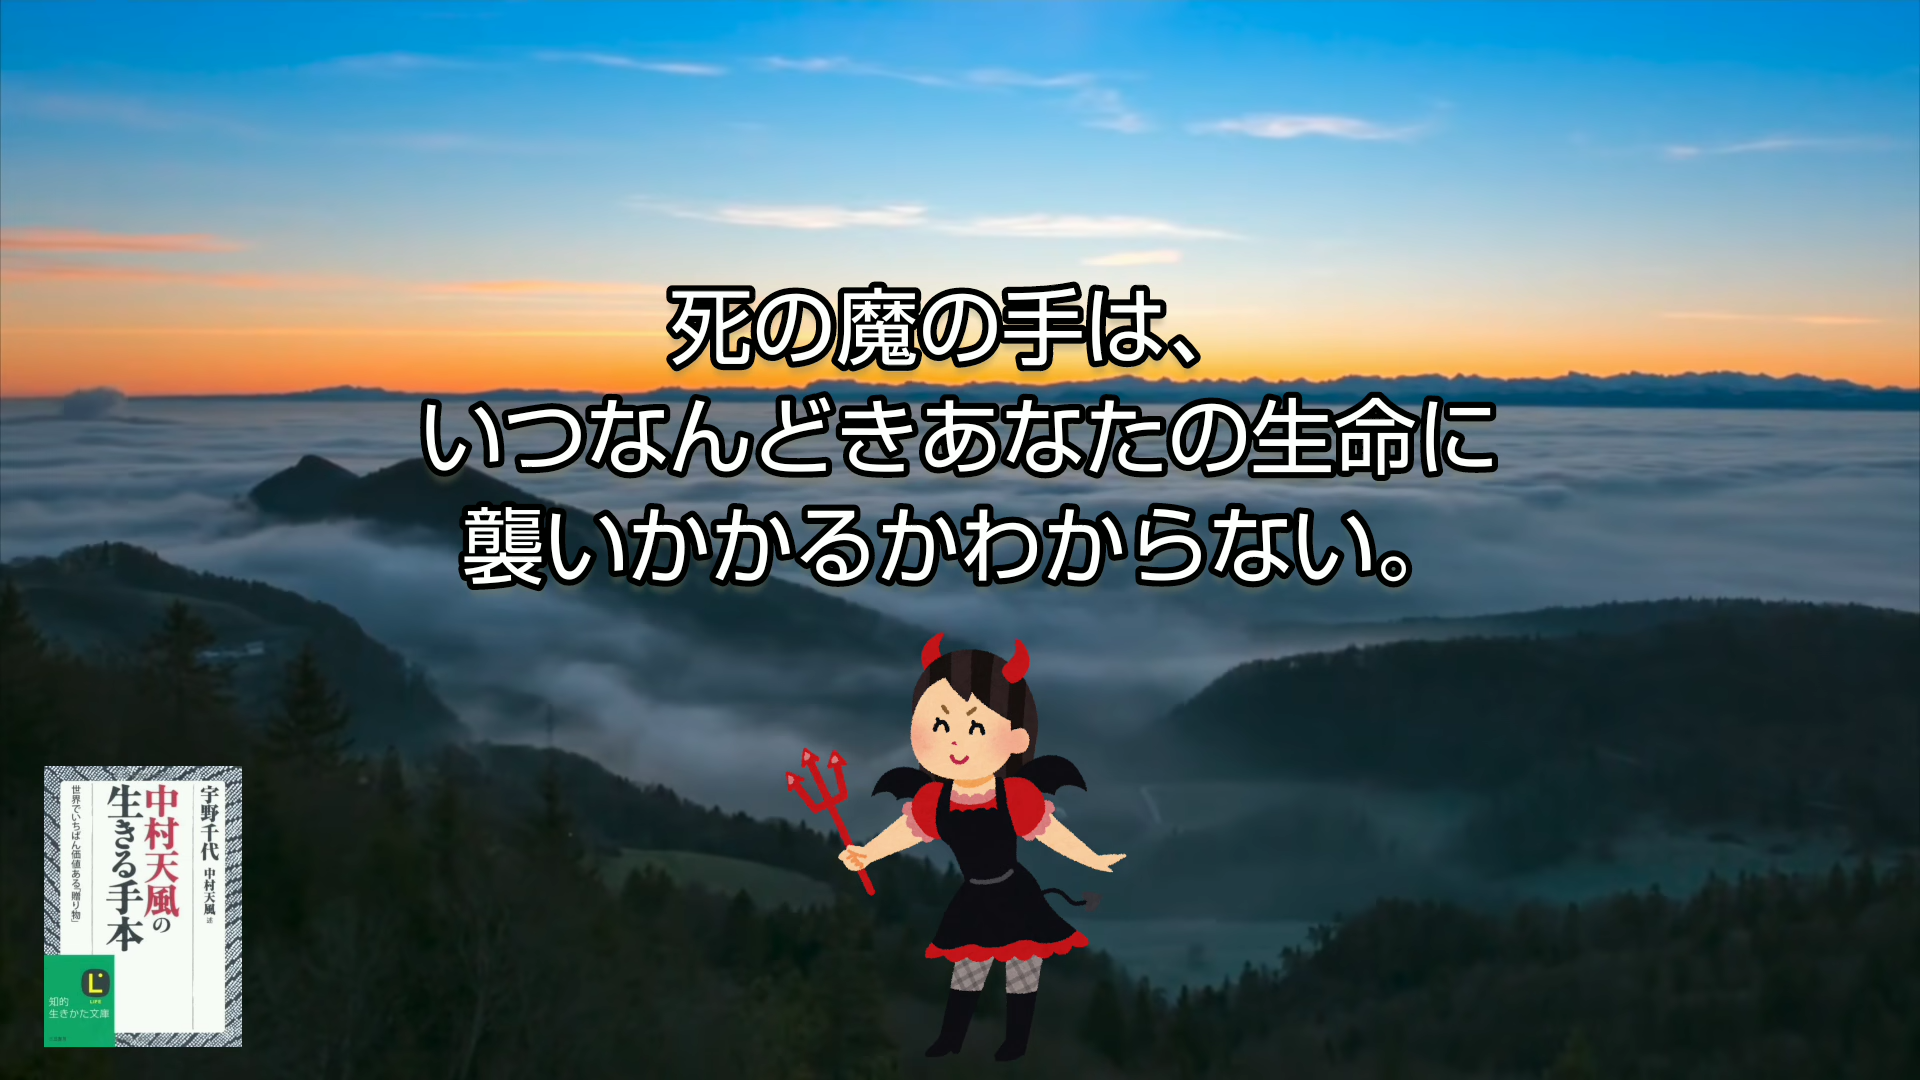 死の魔の手は、
いつなんどきあなたの生命に
襲いかかるかわからない。
宇野千代 中村天風 述
中村天風の
生きる手本
世界でいちばん価値ある「贈り物」
L
LIFE
知的
生きかた文庫